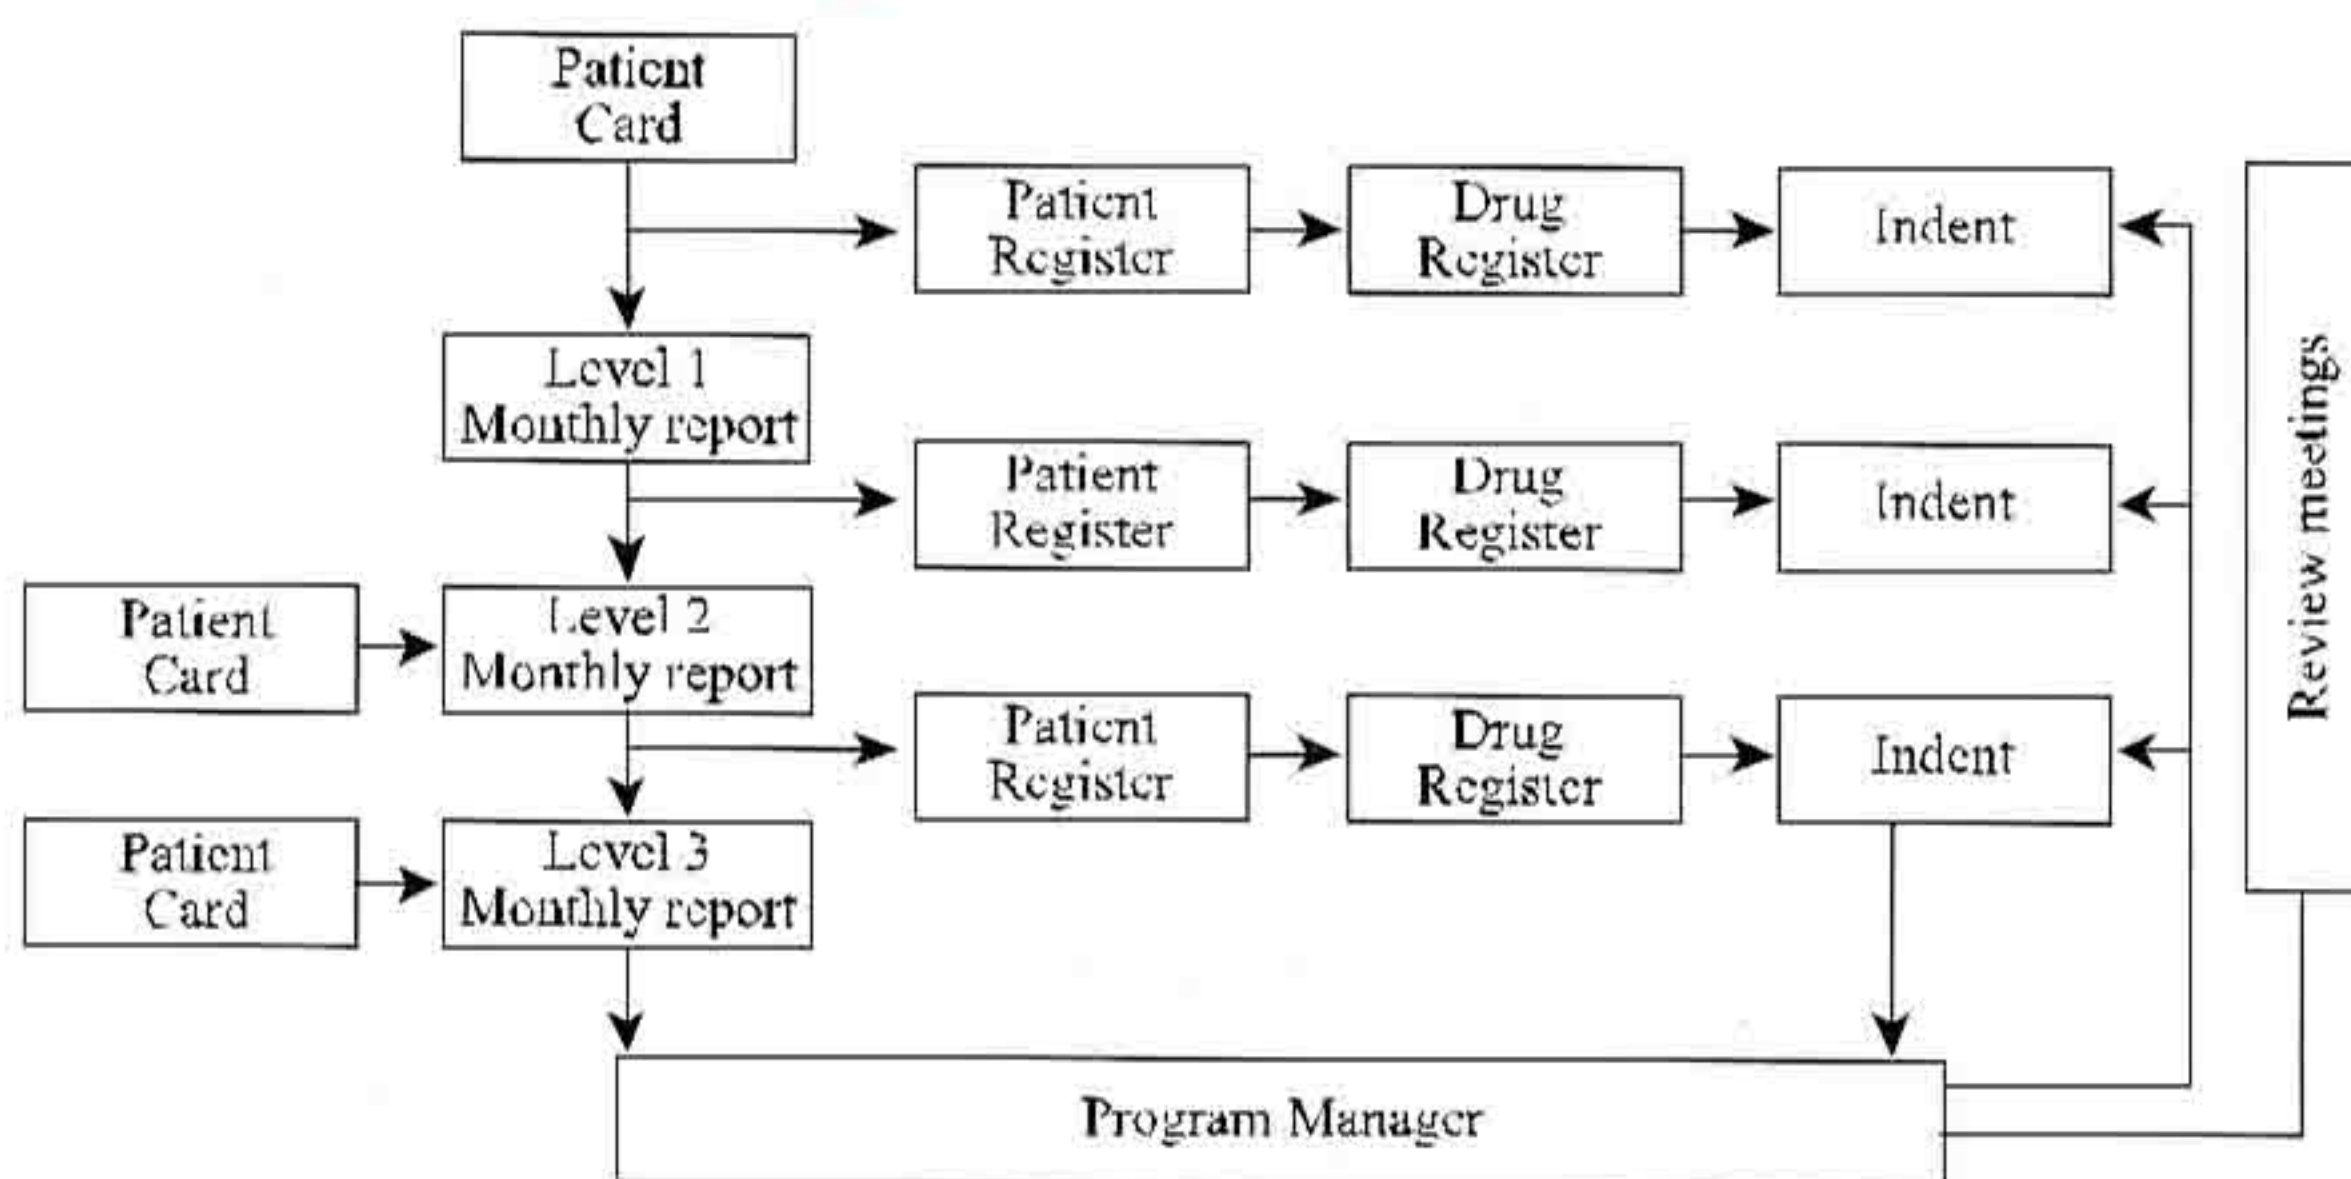 Patient
Card
Patient
Register
Drug
Register
Indent
Level 1
Monthly report
Patient
Register
Drug
Register
Indent
Review meetings
Patient
Card
Level 2
Monthly report
Patient
Register
Drug
Register
Indent
Patient
Card
Level 3
Monthly report
Program Manager